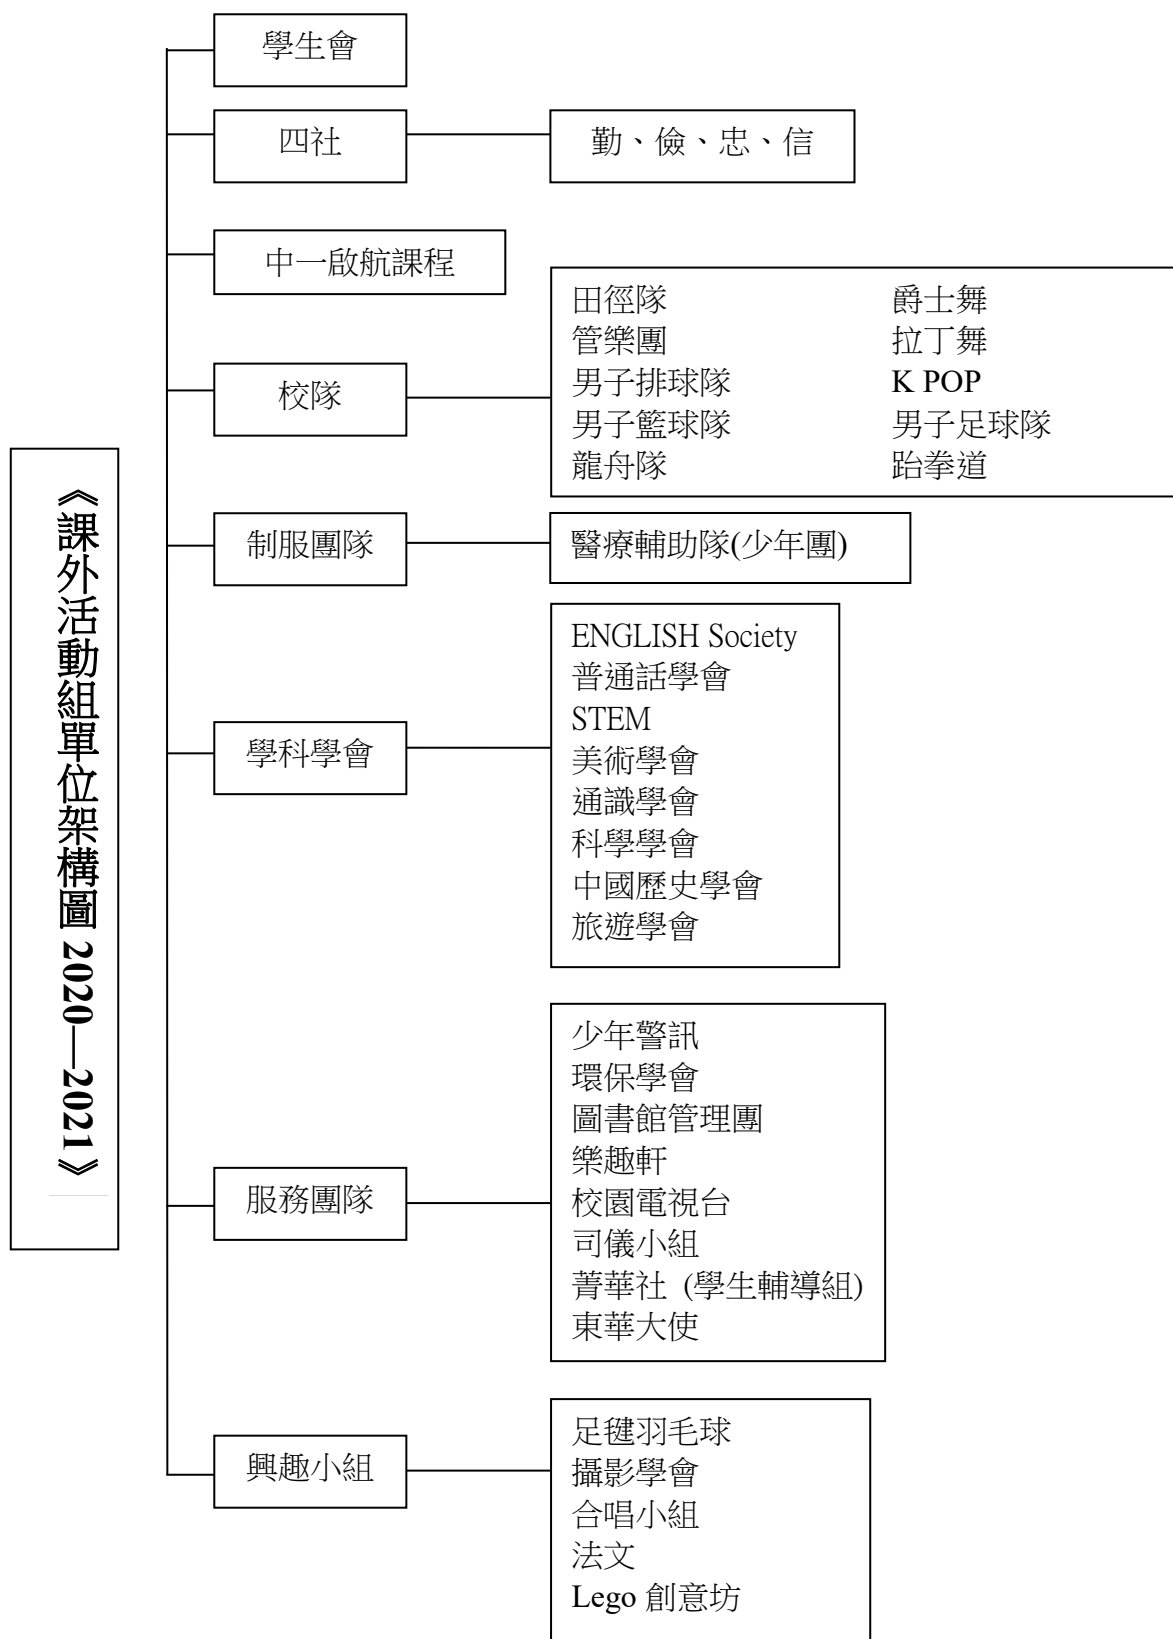 《課外活動組單位架構圖 2020—2021》
學生會
四社
勤、儉、忠、信
中一啟航課程
校隊
田徑隊 爵士舞
管樂團 拉丁舞
男子排球隊 K POP
男子籃球隊 男子足球隊
龍舟隊 跆拳道
制服團隊
醫療輔助隊(少年團)
學科學會
ENGLISH Society
普通話學會
STEM
美術學會
通識學會
科學學會
中國歷史學會
旅遊學會
服務團隊
少年警訊
環保學會
圖書館管理團
樂趣軒
校園電視台
司儀小組
菁華社 (學生輔導組)
東華大使
興趣小組
足毽羽毛球
攝影學會
合唱小組
法文
Lego 創意坊